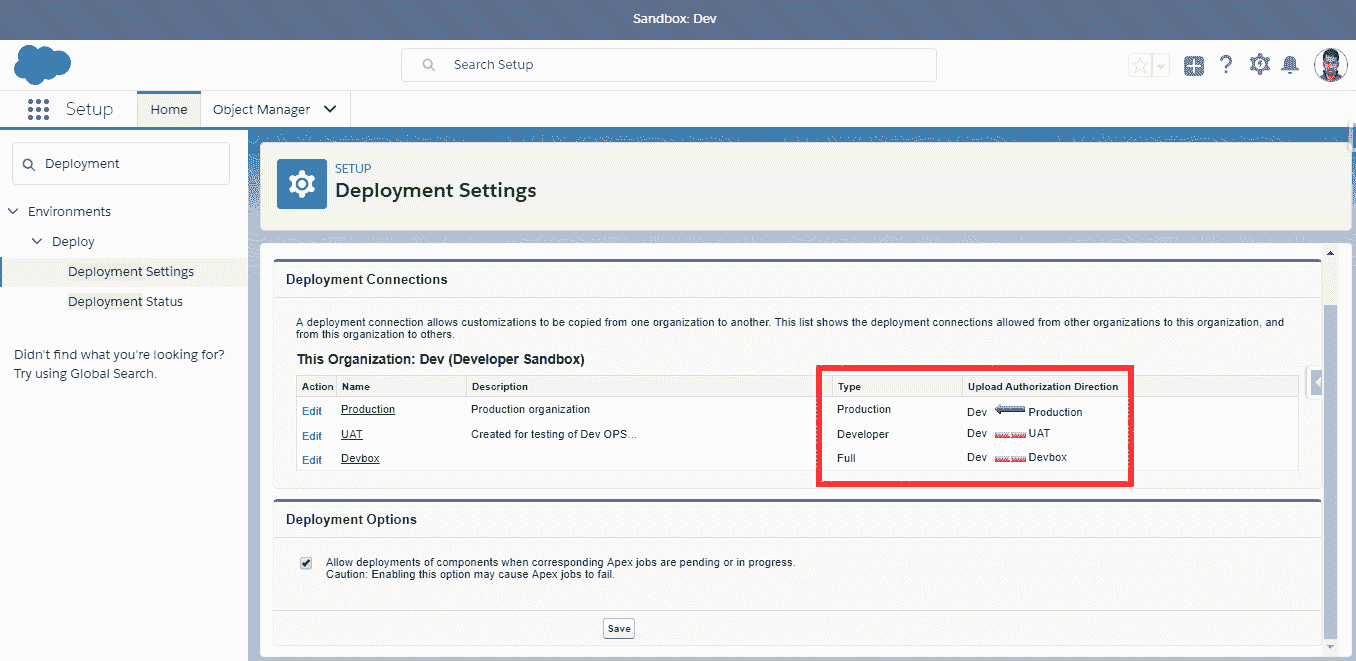 Sandbox: Dev
Search Setup
Setup
Home
Object Manager
Deployment
Environments
Deploy
Deployment Settings
Deployment Status
Didn't find what you're looking for?
Try using Global Search.
SETUP
Deployment Settings
Deployment Connections
A deployment connection allows customizations to be copied from one organization to another. This list shows the deployment connections allowed from other organizations to this organization, and
from this organization to others.
This Organization: Dev (Developer Sandbox)
Action Name Description Type Upload Authorization Direction
Edit Production Production organization Production Dev Production
Edit UAT Created for testing of Dev OPS... Developer Dev UAT
Edit Devbox Full Dev Devbox
Deployment Options
Allow deployments of components when corresponding Apex jobs are pending or in progress.
Caution: Enabling this option may cause Apex jobs to fail.
Save